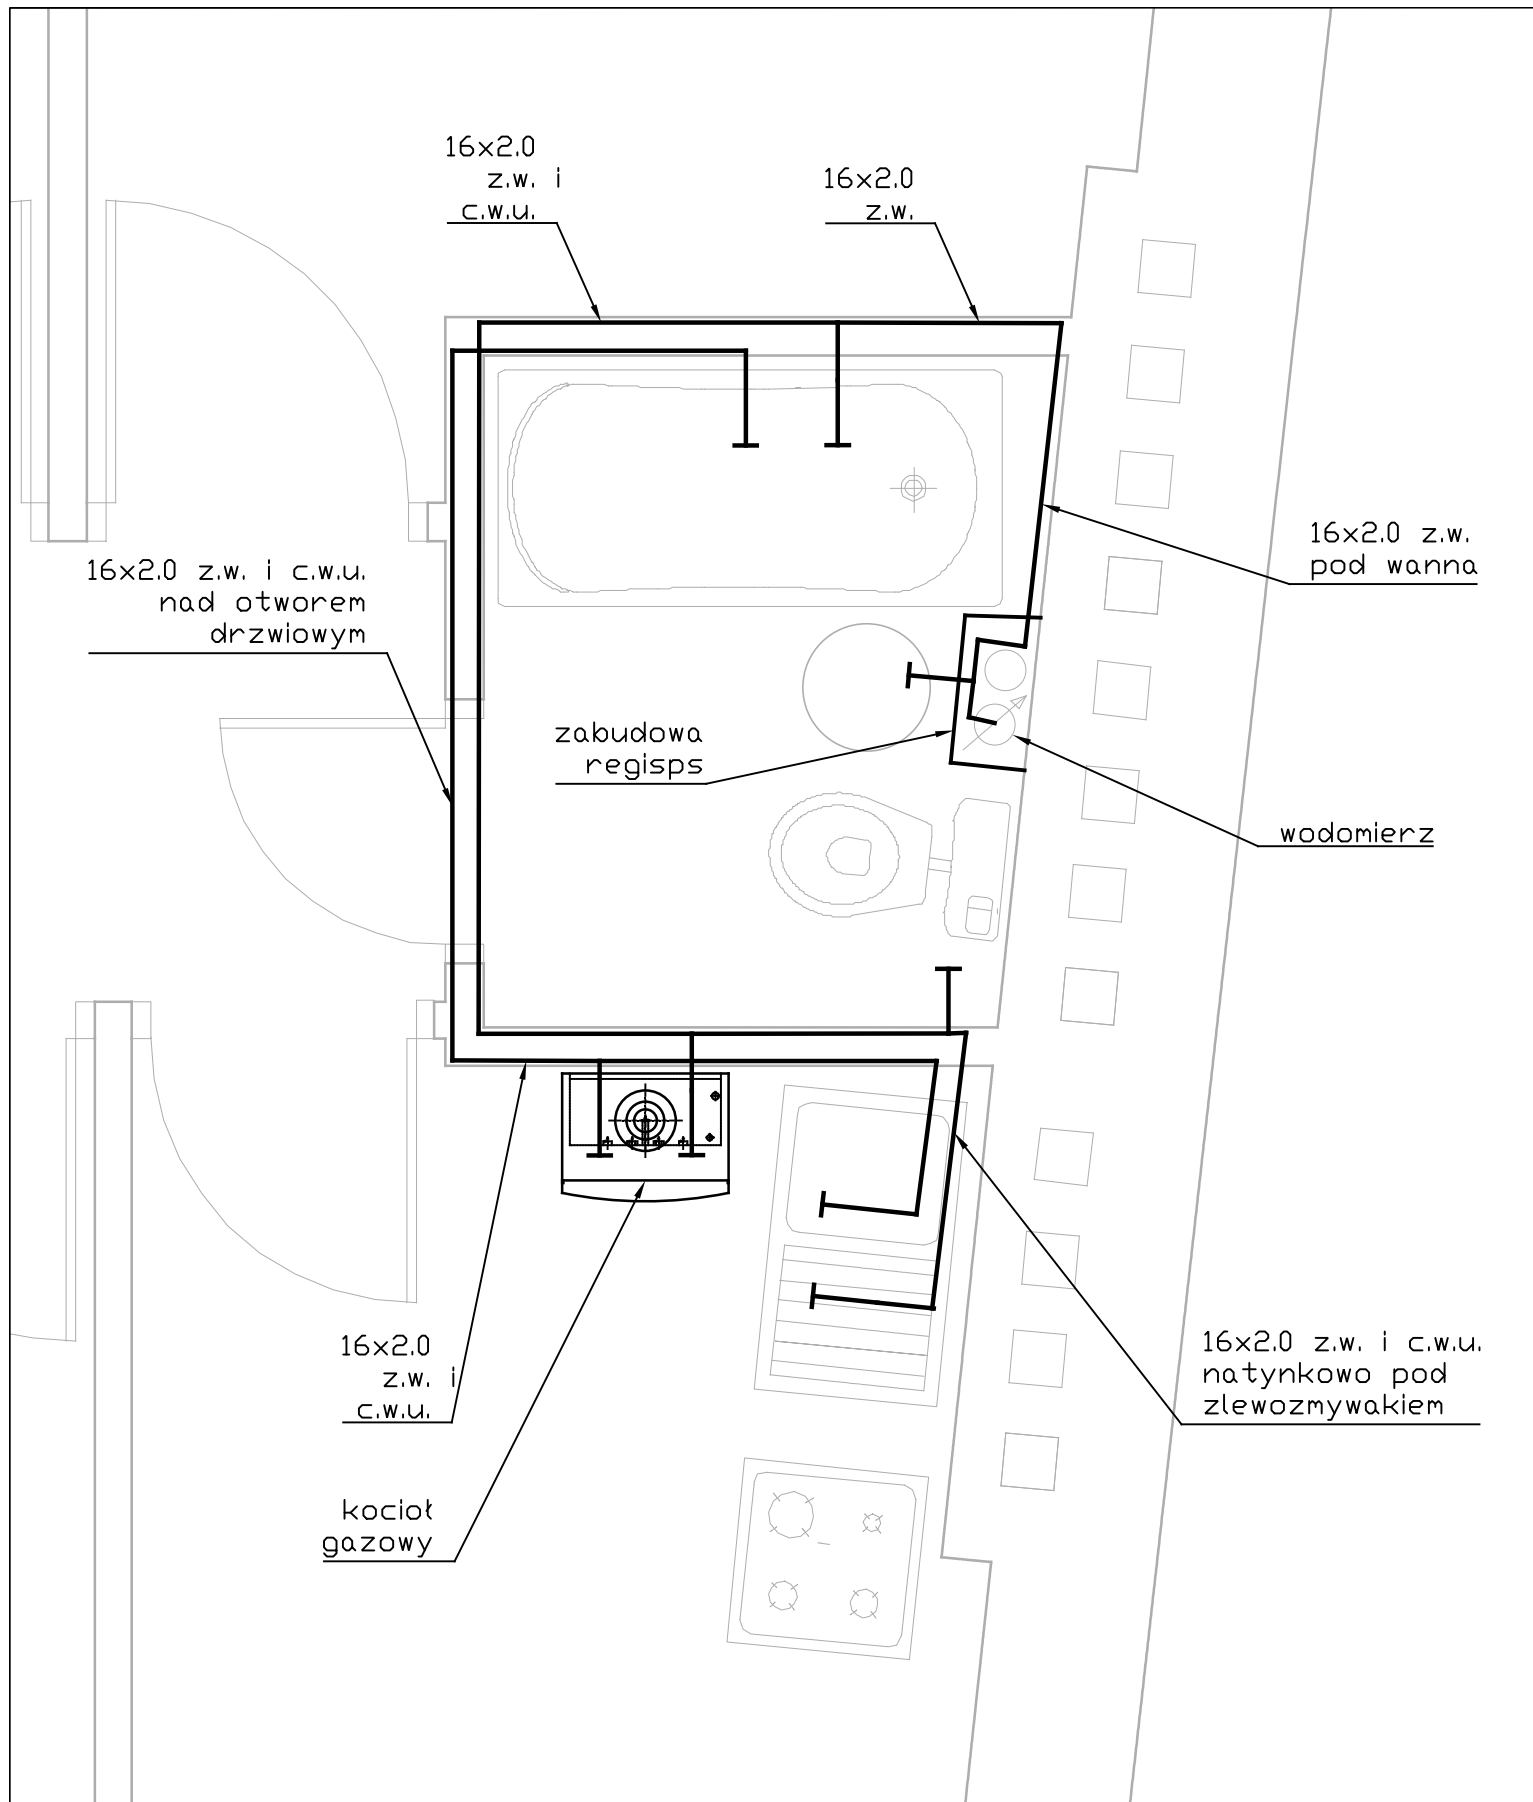 16x2.0
z.w. i
c.w.u.
16x2.0
z.w.
16x2.0 z.w.
pod wanna
16x2.0 z.w. i c.w.u.
nad otworem
drzwiowym
zabudowa
regisps
wodomierz
16x2.0
z.w. i
c.w.u.
16x2.0 z.w. i c.w.u.
natynkowo pod
zlewozmywakiem
kocioł
gazowy